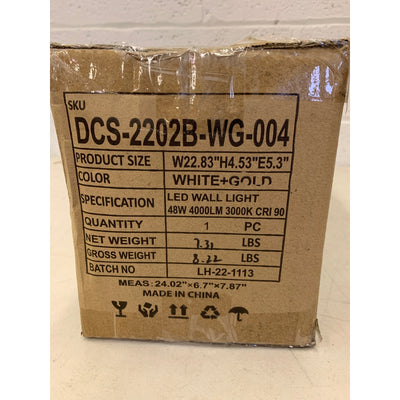 SKU
DCS-2202B-WG-004
PRODUCT SIZE W22.83"H4.53"E5.3"
COLOR WHITE+GOLD
SPECIFICATION LED WALL LIGHT
48W 4000LM 3000K CRI 90
QUANTITY 1 PC
NET WEIGHT 7.31 LBS
GROSS WEIGHT 8.22 LBS
BATCH NO LH-22-1113
MEAS: 24.02"×6.7"×7.87"
MADE IN CHINA